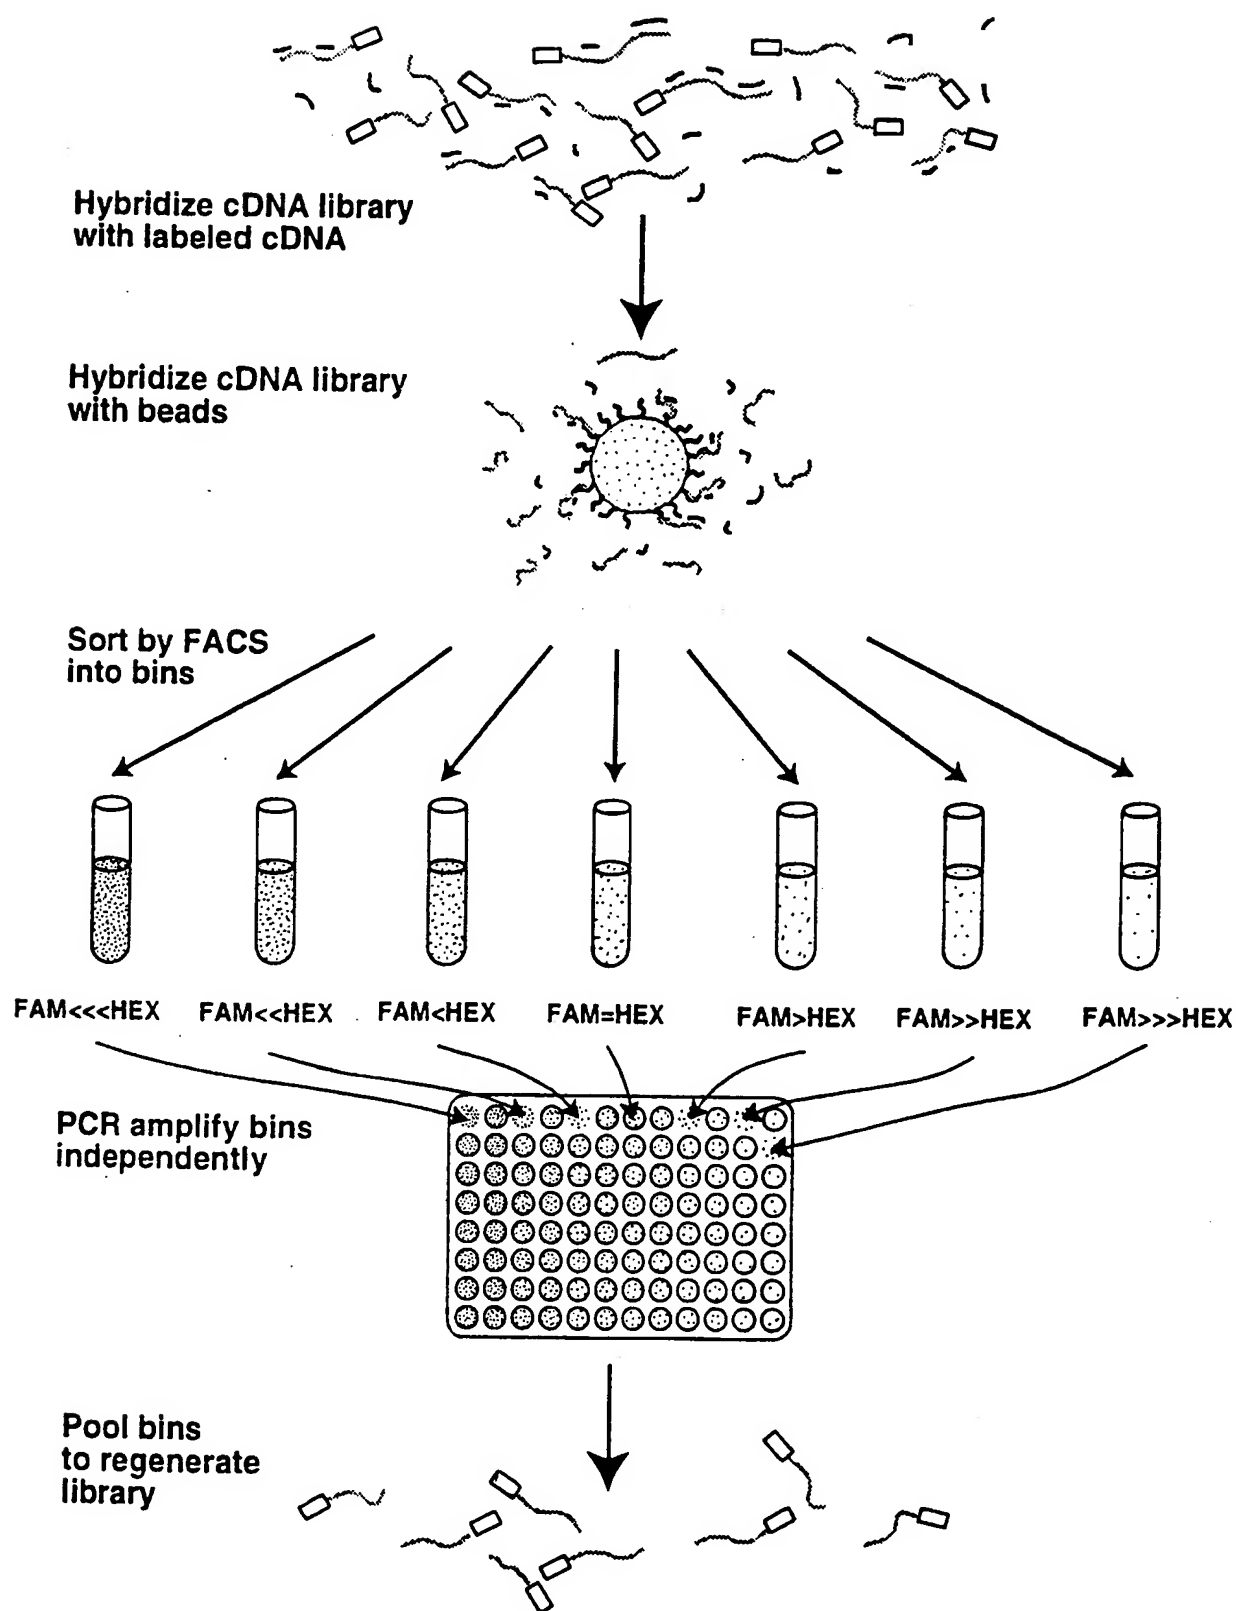 Hybridize cDNA library
with labeled cDNA
Hybridize cDNA library
with beads
Sort by FACS
into bins
FAM<<<HEX
FAM<<HEX
FAM<HEX
FAM=HEX
FAM>HEX
FAM>>HEX
FAM>>>HEX
PCR amplify bins
independently
Pool bins
to regenerate
library